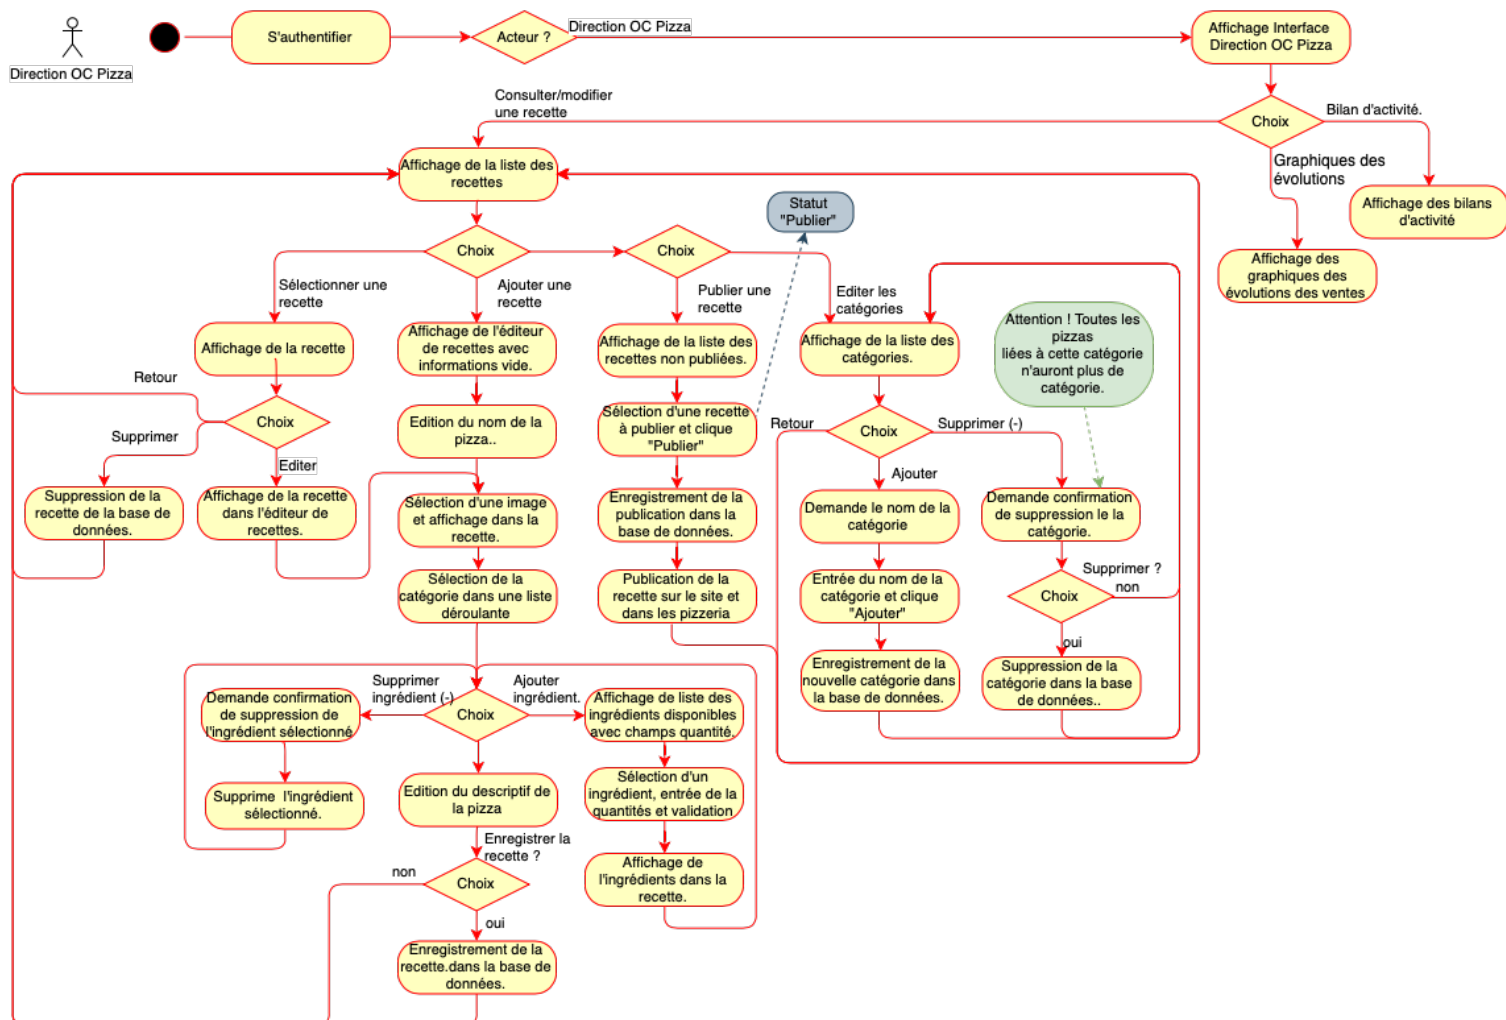 Direction OC Pizza
S'authentifier
Acteur ?
Direction OC Pizza
Affichage Interface
Direction OC Pizza
Consulter/modifier
une recette
Choix
Bilan d'activité.
Graphiques des
évolutions
Affichage des bilans
d'activité
Affichage des
graphiques des
évolutions des ventes
Affichage de la liste des
recettes
Statut
"Publier"
Choix
Choix
Sélectionner une
recette
Ajouter une
recette
Publier une
recette
Editer les
catégories
Affichage de la recette
Affichage de l'éditeur
de recettes avec
informations vide.
Affichage de la liste des
recettes non publiées.
Affichage de la liste des
catégories.
Attention ! Toutes les
pizzas
liées à cette catégorie
n'auront plus de
catégorie.
Retour
Choix
Supprimer
Editer
Edition du nom de la
pizza..
Sélection d'une recette
à publier et clique
"Publier"
Retour
Choix
Supprimer (-)
Ajouter
Suppression de la
recette de la base de
données.
Affichage de la recette
dans l'éditeur de
recettes.
Sélection d'une image
et affichage dans la
recette.
Enregistrement de la
publication dans la
base de données.
Demande le nom de la
catégorie
Demande confirmation
de suppression le la
catégorie.
Sélection de la
catégorie dans une liste
déroulante
Publication de la
recette sur le site et
dans les pizzeria
Entrée du nom de la
catégorie et clique
"Ajouter"
Supprimer ?
non
Choix
oui
Enregistrement de la
nouvelle catégorie dans
la base de données.
Suppression de la
catégorie dans la base
de données..
Supprimer
ingrédient (-)
Ajouter
ingrédient.
Demande confirmation
de suppression de
l'ingrédient sélectionné
Choix
Affichage de liste des
ingrédients disponibles
avec champs quantité.
Supprime  l'ingrédient
sélectionné.
Edition du descriptif de
la pizza
Sélection d'un
ingrédient, entrée de la
quantités et validation
Enregistrer la
recette ?
non
Choix
oui
Affichage de
l'ingrédients dans la
recette.
Enregistrement de la
recette.dans la base de
données.